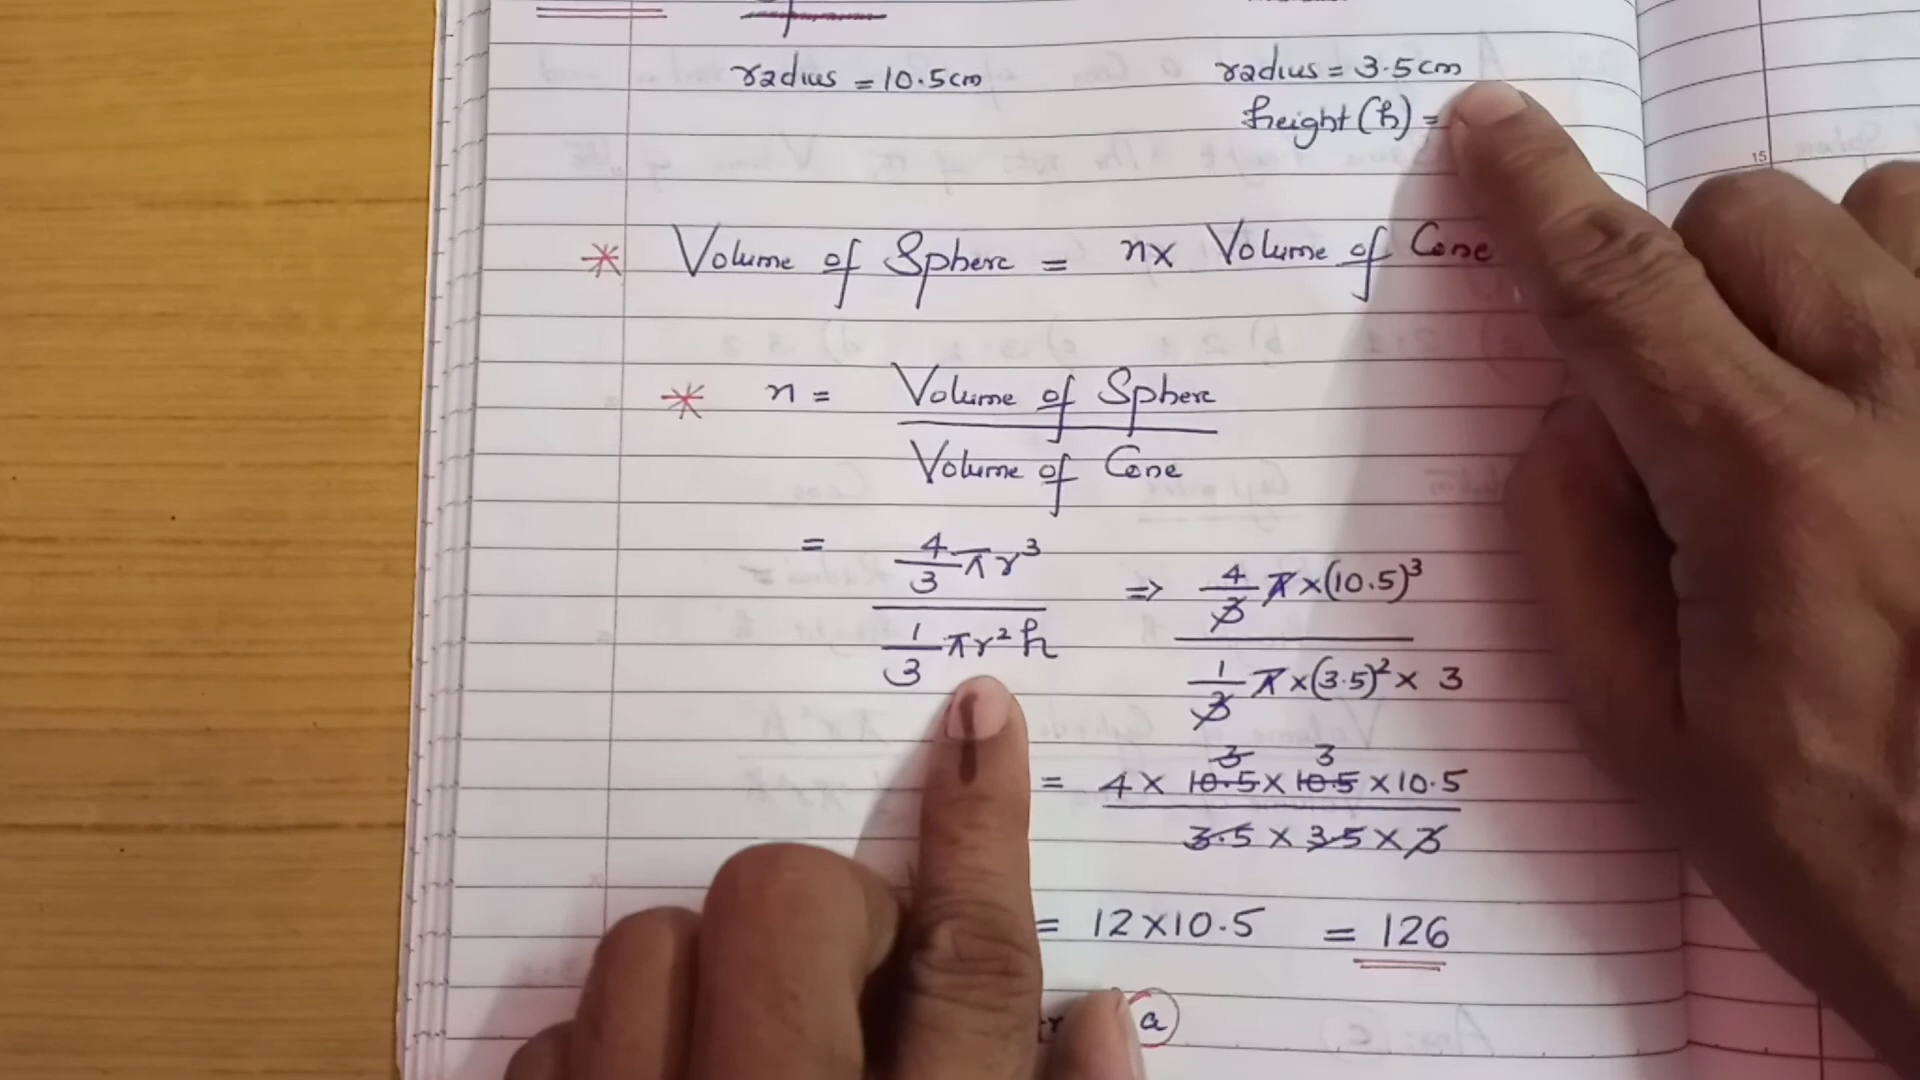 radius = 10.5cm
radius = 3.5cm
height (h) =
* Volume of Sphere = n× Volume of Cone
* n = Volume of Sphere
Volume of Cone
= 4/3 πr³ / 1/3 πr²h => 4/3 π×(10.5)³ / 1/3 π×(3.5)²× 3
3 3
= 4× 10.5×10.5×10.5
3.5×3.5×3
= 12×10.5 = 126
a
15